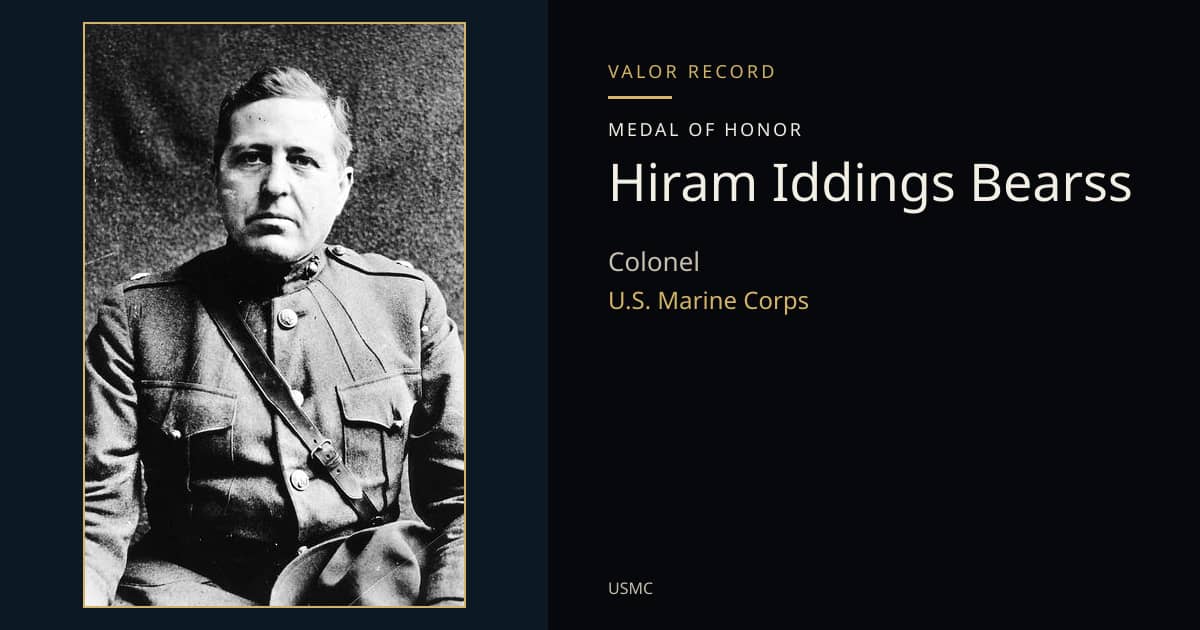 VALOR RECORD
MEDAL OF HONOR
Hiram Iddings Bearss
Colonel
U.S. Marine Corps
USMC